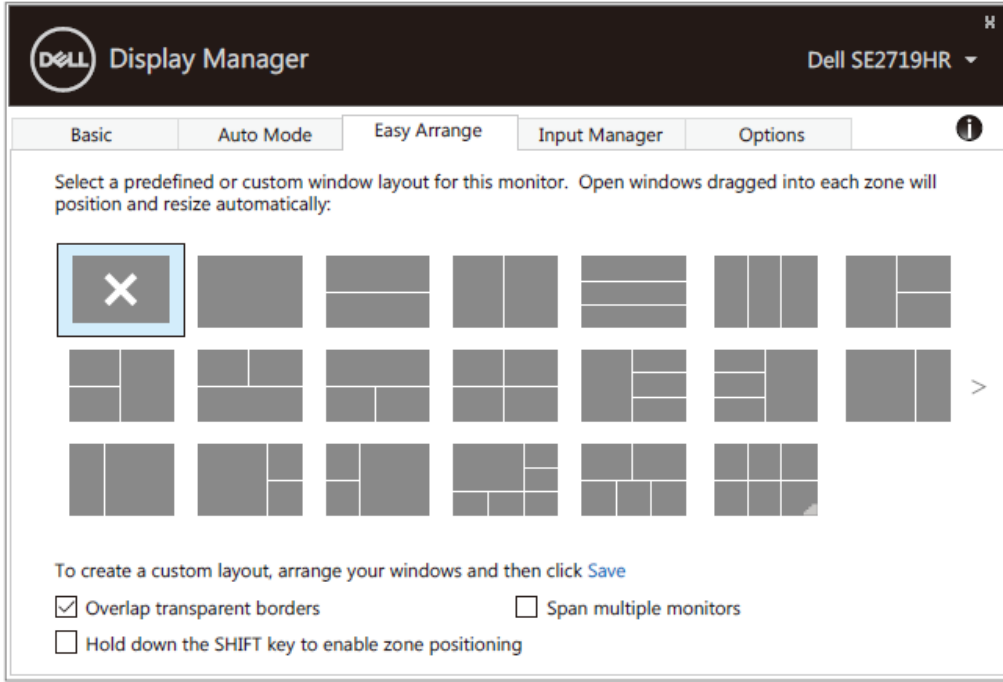 DELL Display Manager
Dell SE2719HR
Basic Auto Mode Easy Arrange Input Manager Options
Select a predefined or custom window layout for this monitor. Open windows dragged into each zone will
position and resize automatically:
>
To create a custom layout, arrange your windows and then click Save
Overlap transparent borders
Span multiple monitors
Hold down the SHIFT key to enable zone positioning